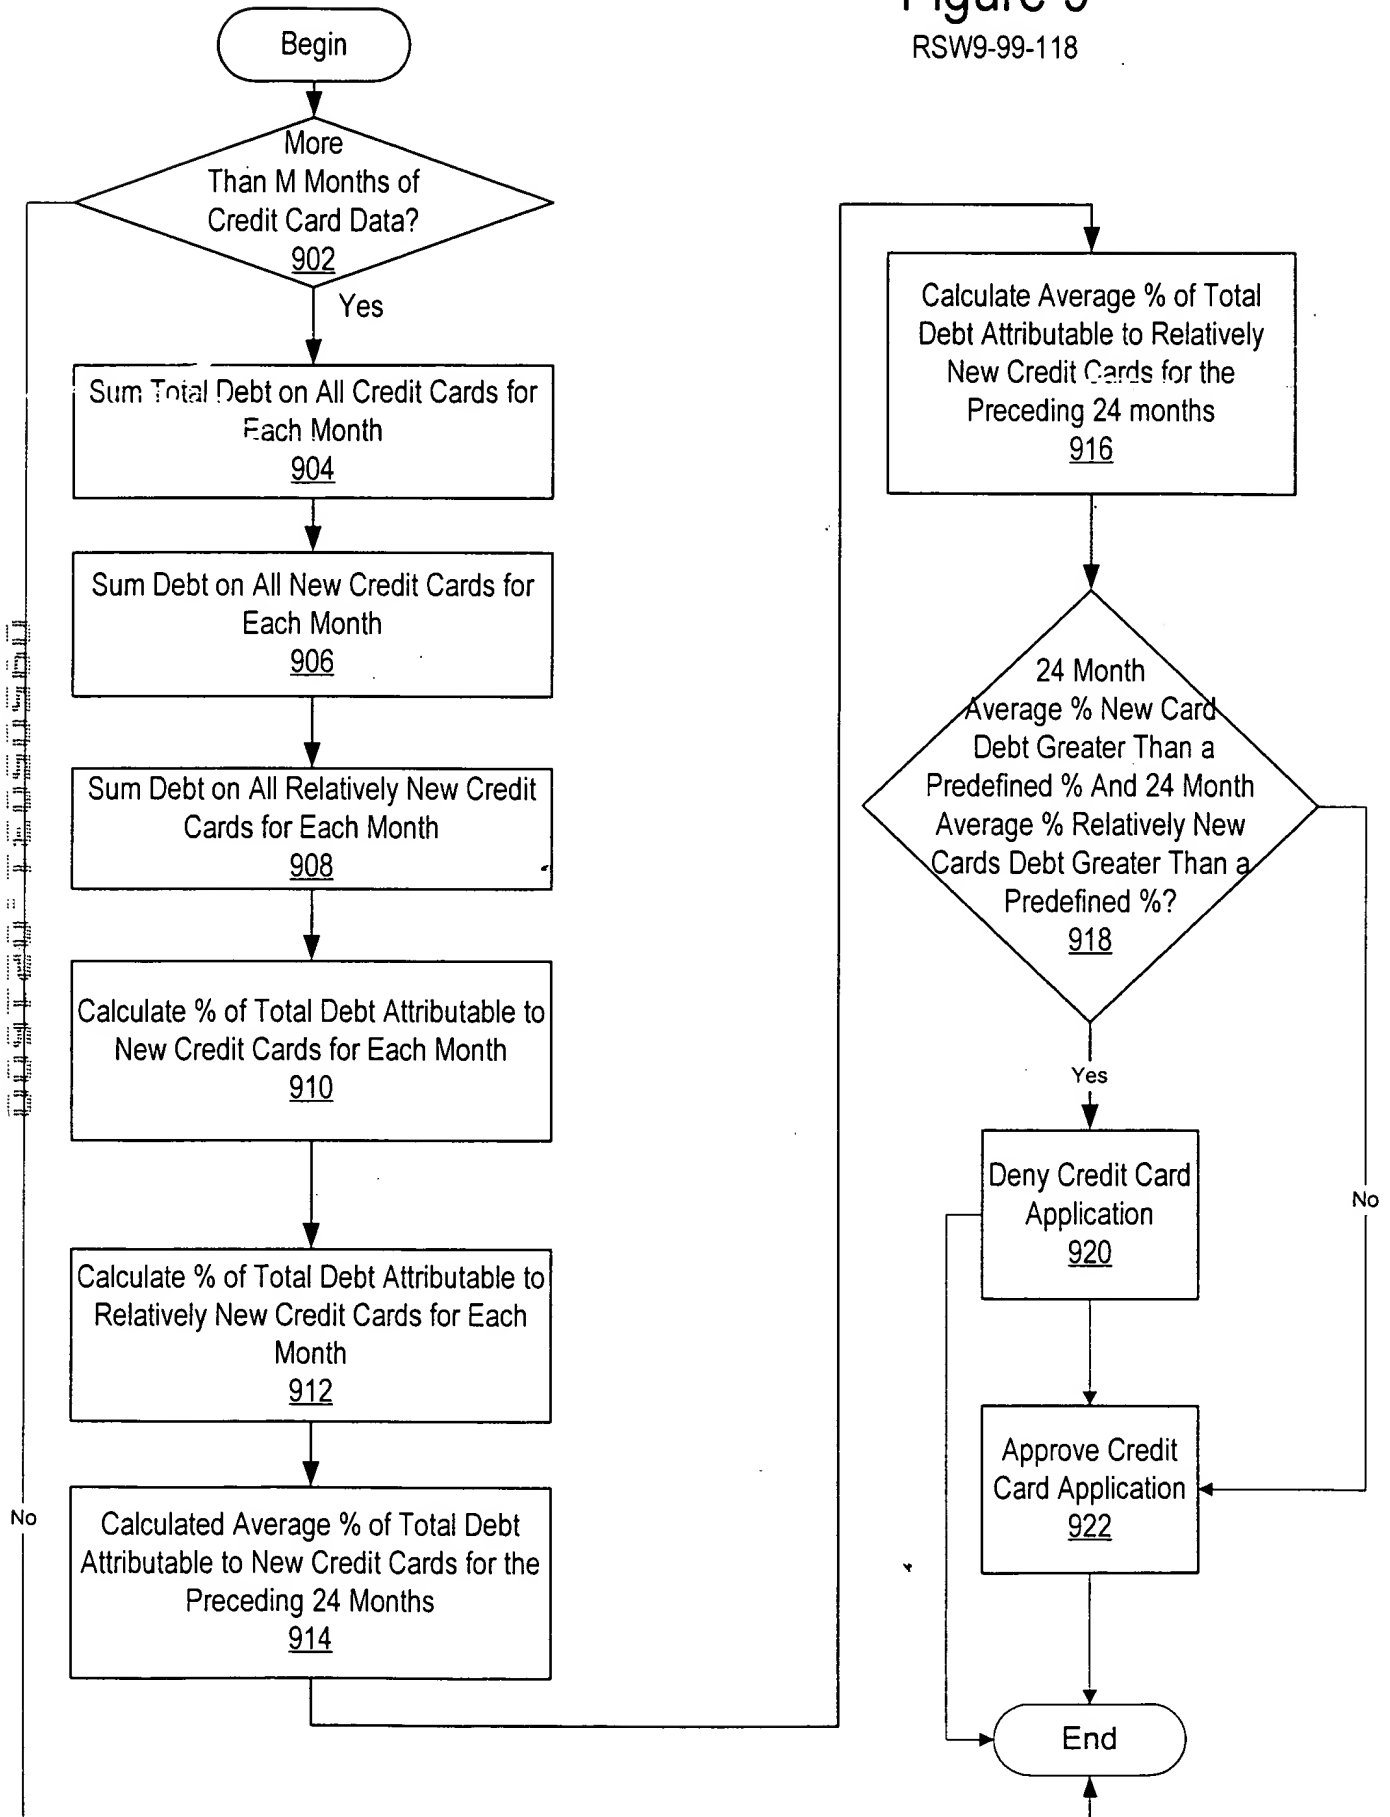 Figure 9
RSW9-99-118
Begin
More
Than M Months of
Credit Card Data?
902
Yes
Sum Total Debt on All Credit Cards for
Each Month
904
Sum Debt on All New Credit Cards for
Each Month
906
Sum Debt on All Relatively New Credit
Cards for Each Month
908
Calculate % of Total Debt Attributable to
New Credit Cards for Each Month
910
Calculate % of Total Debt Attributable to
Relatively New Credit Cards for Each
Month
912
No
Calculated Average % of Total Debt
Attributable to New Credit Cards for the
Preceding 24 Months
914
Calculate Average % of Total
Debt Attributable to Relatively
New Credit Cards for the
Preceding 24 months
916
24 Month
Average % New Card
Debt Greater Than a
Predefined % And 24 Month
Average % Relatively New
Cards Debt Greater Than a
Predefined %?
918
Yes
No
Deny Credit Card
Application
920
Approve Credit
Card Application
922
End